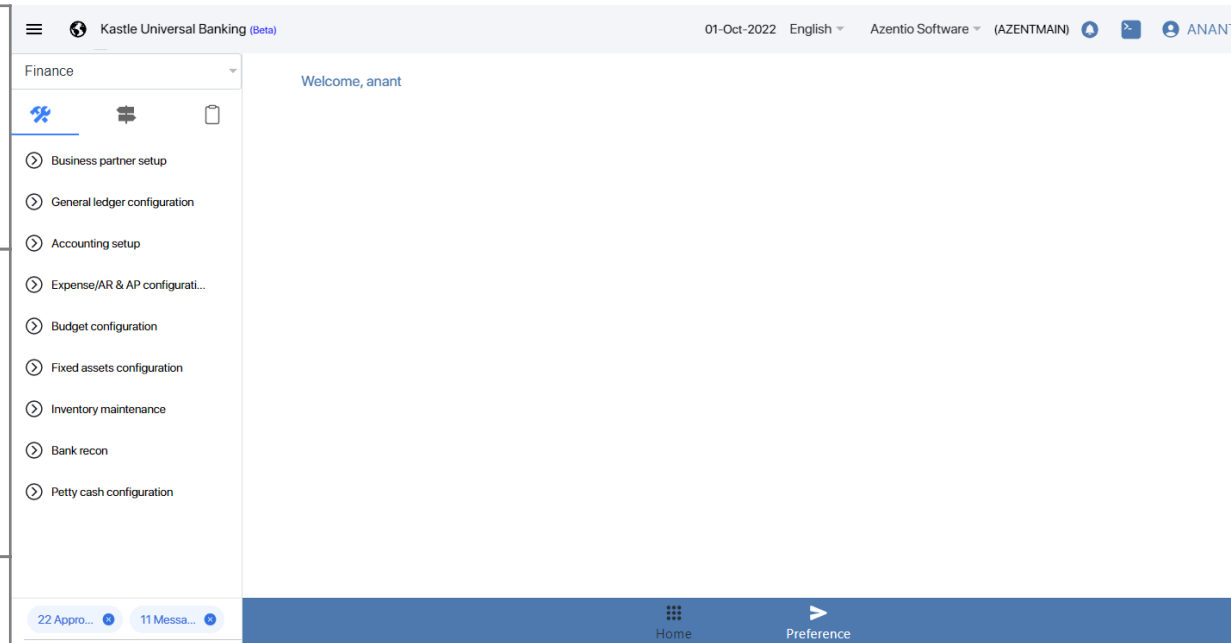 Kastle Universal Banking (Beta) 01-Oct-2022 English Azentio Software (AZENTMAIN) ANANT
Finance
Welcome, anant
Business partner setup
General ledger configuration
Accounting setup
Expense/AR & AP configurati...
Budget configuration
Fixed assets configuration
Inventory maintenance
Bank recon
Petty cash configuration
22 Appro... 11 Messa...
Home Preference